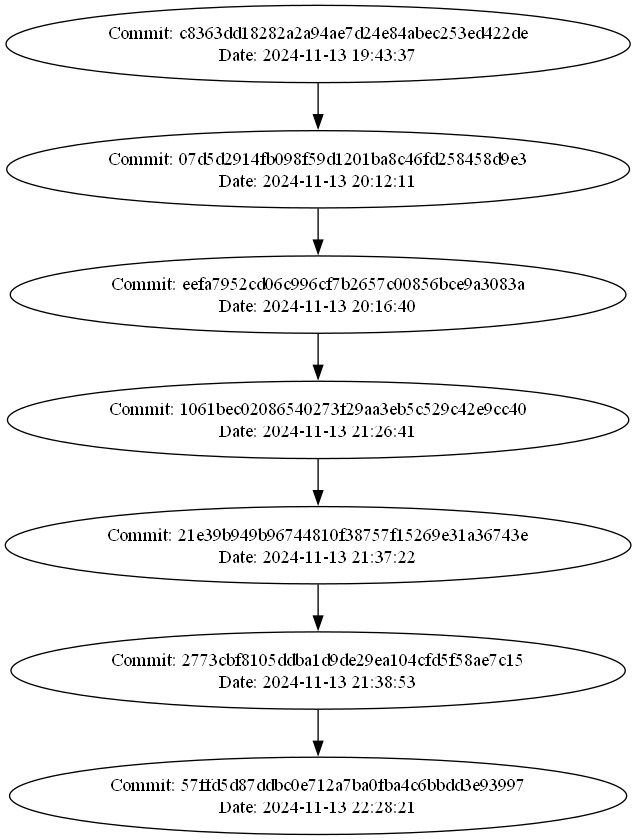 Commit: c8363dd18282a2a94ae7d24e84abec253ed422de
Date: 2024-11-13 19:43:37
Commit: 07d5d2914fb098f59d1201ba8c46fd258458d9e3
Date: 2024-11-13 20:12:11
Commit: eefa7952cd06c996cf7b2657c00856bce9a3083a
Date: 2024-11-13 20:16:40
Commit: 1061bec02086540273f29aa3eb5c529c42e9cc40
Date: 2024-11-13 21:26:41
Commit: 21e39b949b96744810f38757f15269e31a36743e
Date: 2024-11-13 21:37:22
Commit: 2773cbf8105ddba1d9de29ea104cfd5f58ae7c15
Date: 2024-11-13 21:38:53
Commit: 57ffd5d87ddbc0e712a7ba0fba4c6bbdd3e93997
Date: 2024-11-13 22:28:21